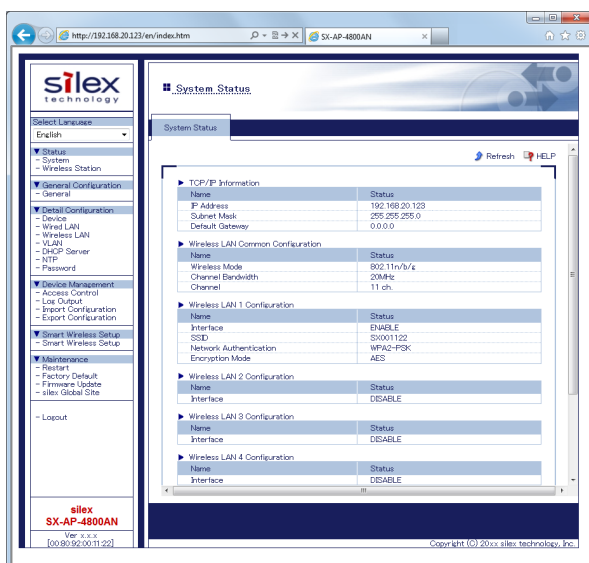 http://192.168.20.123/en/index.htm
SX-AP-4800AN
silex
technology
Select Language
English
▼ Status
- System
- Wireless Station
▼ General Configuration
- General
▼ Detail Configuration
- Device
- Wired LAN
- Wireless LAN
- VLAN
- DHCP Server
- NTP
- Password
▼ Device Management
- Access Control
- Log Output
- Import Configuration
- Export Configuration
▼ Smart Wireless Setup
- Smart Wireless Setup
▼ Maintenance
- Restart
- Factory Default
- Firmware Update
- silex Global Site
- Logout
silex
SX-AP-4800AN
Ver x.x.x
[00:80:92:00:11:22]
System Status
System Status
Refresh HELP
▶ TCP/IP Information
Name Status
IP Address 192.168.20.123
Subnet Mask 255.255.255.0
Default Gateway 0.0.0.0
▶ Wireless LAN Common Configuration
Name Status
Wireless Mode 802.11n/b/g
Channel Bandwidth 20MHz
Channel 11 ch.
▶ Wireless LAN 1 Configuration
Name Status
Interface ENABLE
SSID SX001122
Network Authentication WPA2-PSK
Encryption Mode AES
▶ Wireless LAN 2 Configuration
Name Status
Interface DISABLE
▶ Wireless LAN 3 Configuration
Name Status
Interface DISABLE
▶ Wireless LAN 4 Configuration
Name Status
Interface DISABLE
Copyright (C) 20xx silex technology, Inc.